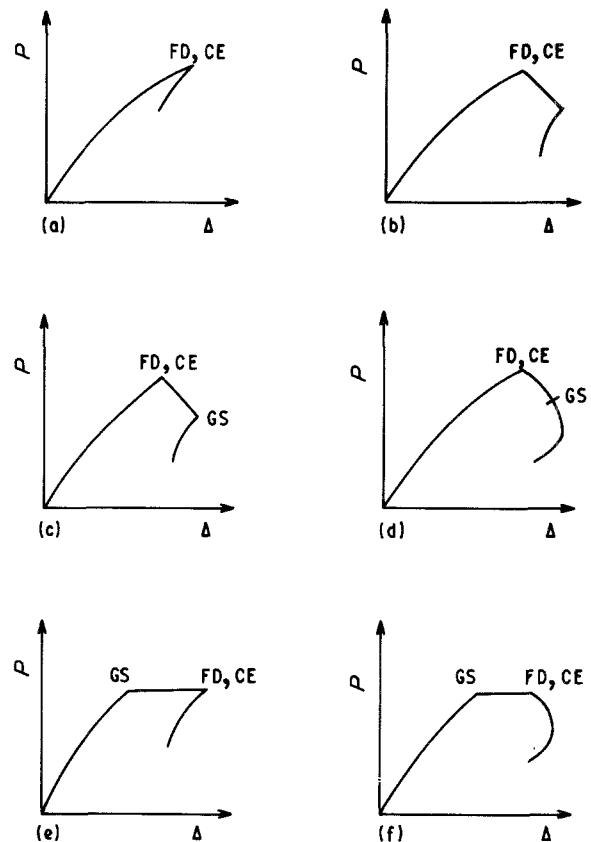 P
FD, CE
(a)
Δ
P
FD, CE
(b)
Δ
P
FD, CE
GS
(c)
Δ
P
FD, CE
GS
(d)
Δ
P
GS
FD, CE
(e)
Δ
P
GS
FD, CE
(f)
Δ